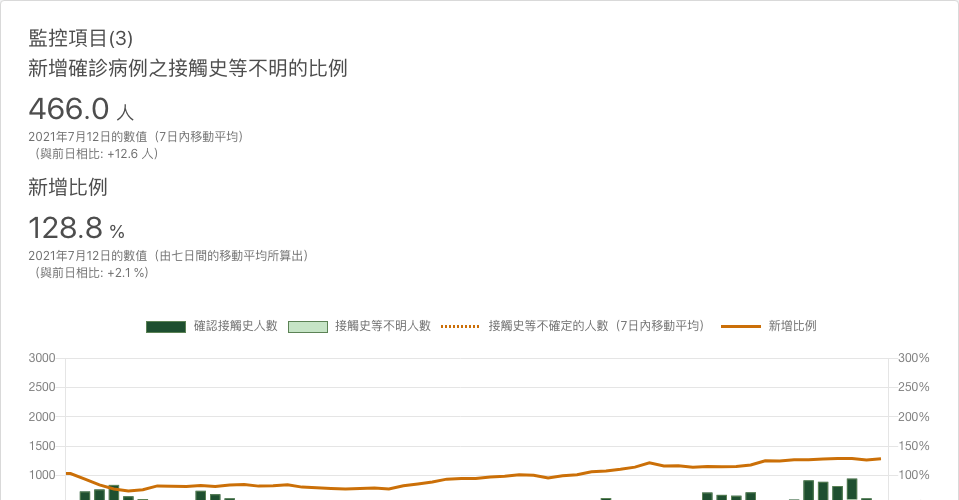 監控項目(3)
新增確診病例之接觸史等不明的比例
466.0 人
2021年7月12日的數值（7日內移動平均）
（與前日相比: +12.6 人）
新增比例
128.8 %
2021年7月12日的數值（由七日間的移動平均所算出）
（與前日相比: +2.1 %）
確認接觸史人數 接觸史等不明人數 接觸史等不確定的人數（7日內移動平均） 新增比例
3000 300%
2500 250%
2000 200%
1500 150%
1000 100%